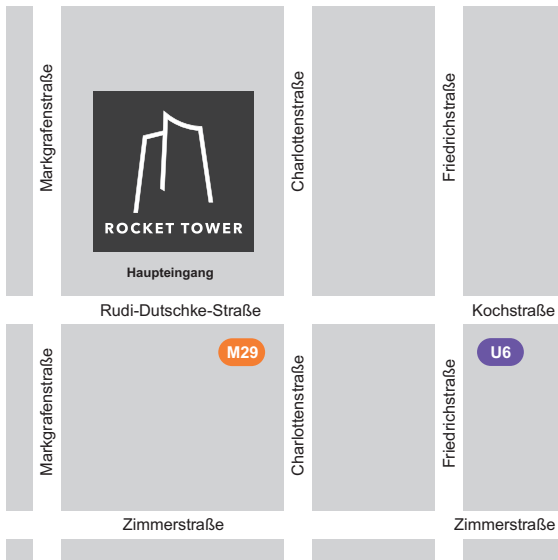 Markgrafenstraße
Charlottenstraße
Friedrichstraße
ROCKET TOWER
Haupteingang
Rudi-Dutschke-Straße
Kochstraße
M29
U6
Markgrafenstraße
Charlottenstraße
Friedrichstraße
Zimmerstraße
Zimmerstraße